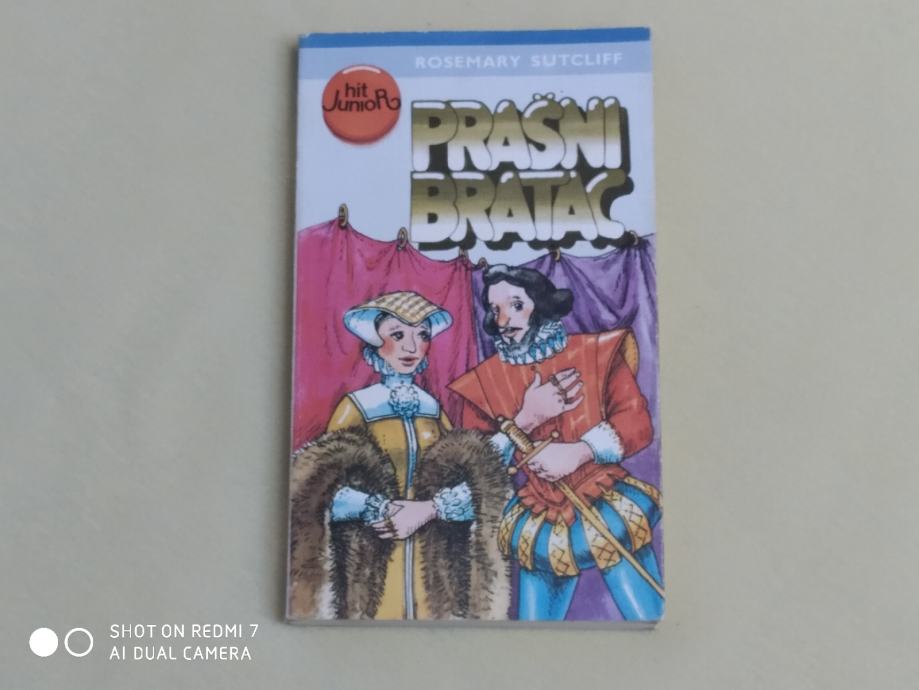 ROSEMARY SUTCLIFF
hit
JunioR
PRAŠNI
BRATAC
SHOT ON REDMI 7
AI DUAL CAMERA